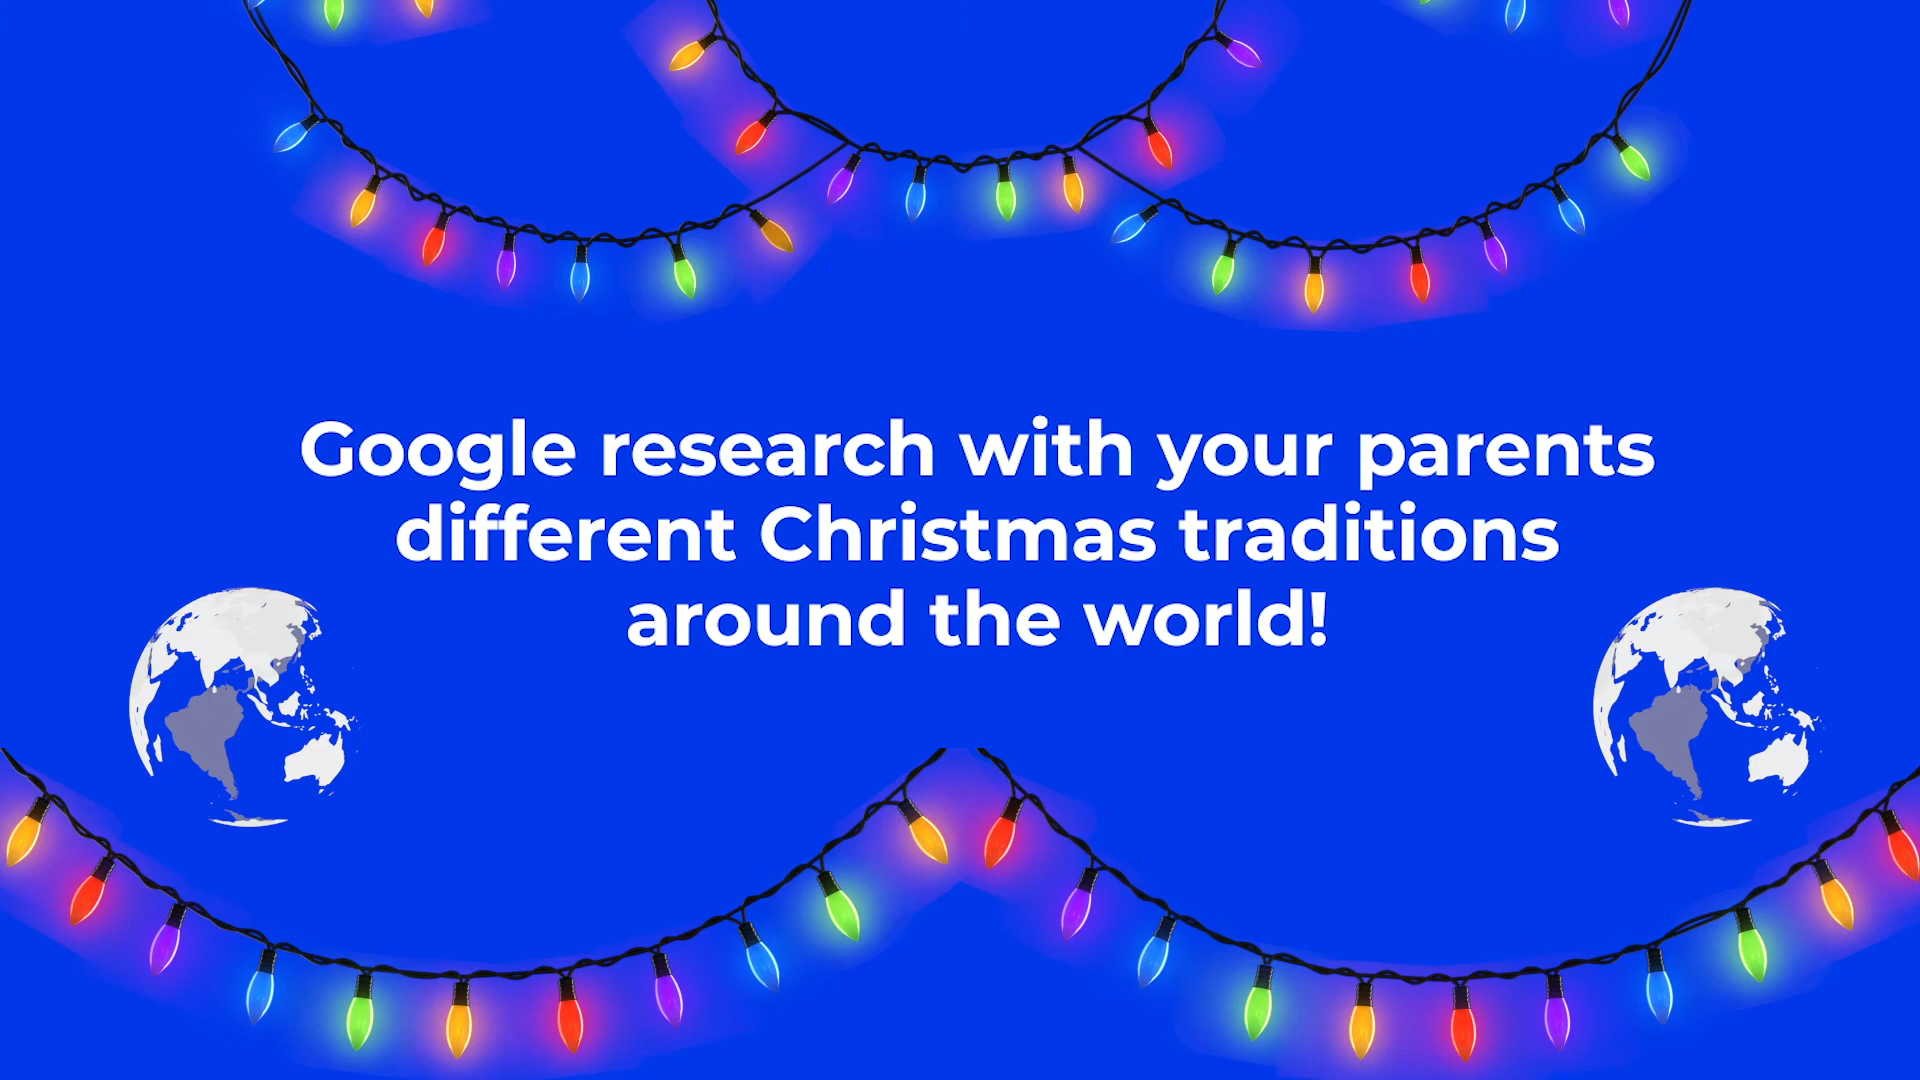 Google research with your parents
different Christmas traditions
around the world!